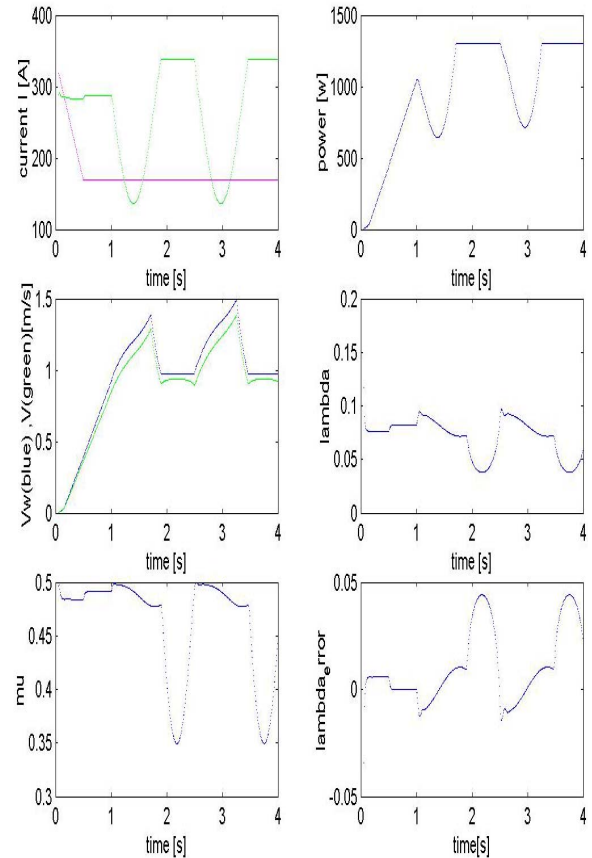 400
300
200
100
current I [A]
0 1 2 3 4
time [s]
1500
1000
500
0
power [w]
0 1 2 3 4
time [s]
1.5
1
0.5
0
Vw(blue) ,V(green)[m/s]
0 1 2 3 4
time [s]
0.2
0.15
0.1
0.05
0
lambda
0 1 2 3 4
time [s]
0.5
0.45
0.4
0.35
0.3
mu
0 1 2 3 4
time [s]
0.05
0
-0.05
lambda error
0 1 2 3 4
time[s]